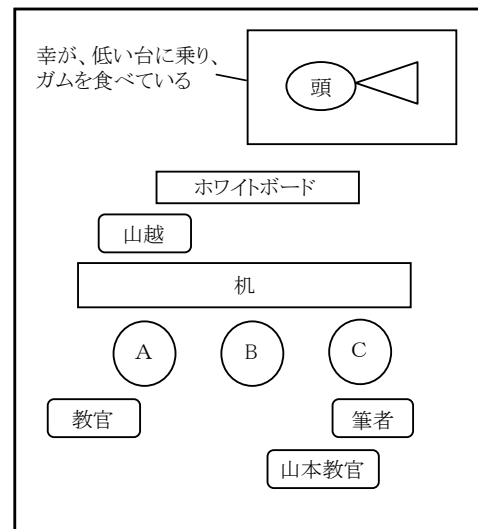 幸が、低い台に乗り、
ガムを食べている
頭
ホワイトボード
山越
机
A
B
C
教官
筆者
山本教官